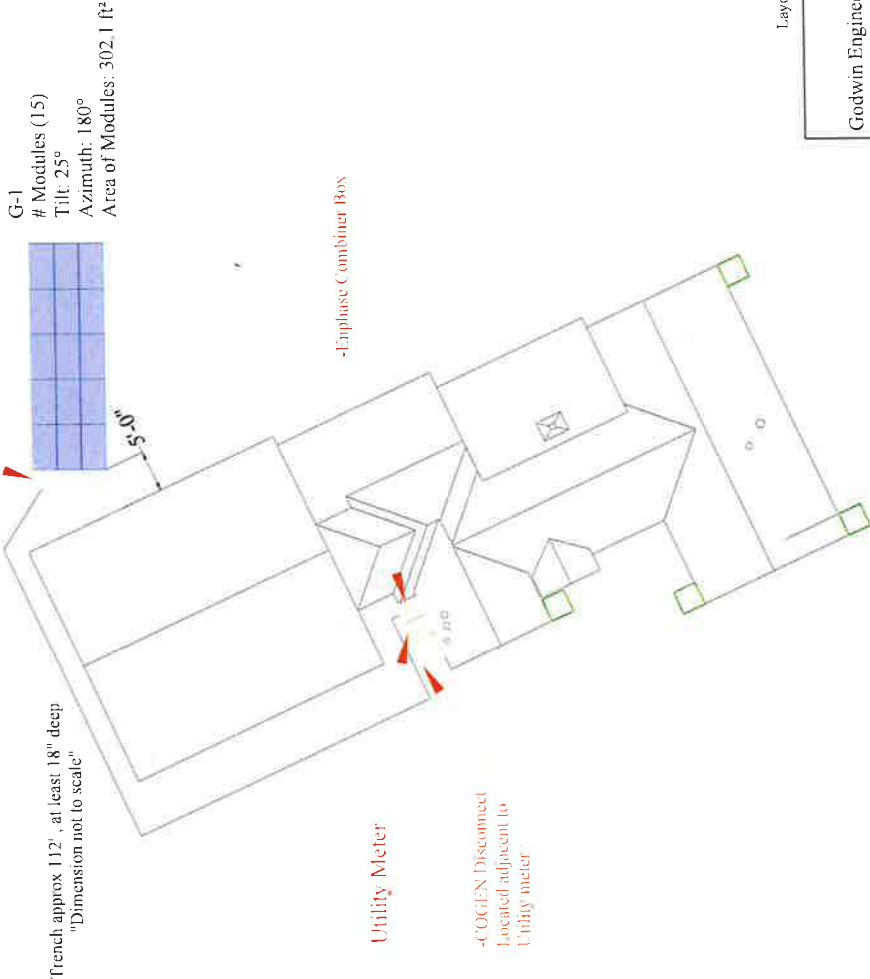 G-1
# Modules (15)
Tilt: 25°
Azimuth: 180°
Area of Modules: 302.1 ft²
5'-0"
Trench approx 112', at least 18" deep
"Dimension not to scale"
-Enphase Combiner Box
Utility Meter
-COGEN Disconnect
Located adjacent to
Utility meter